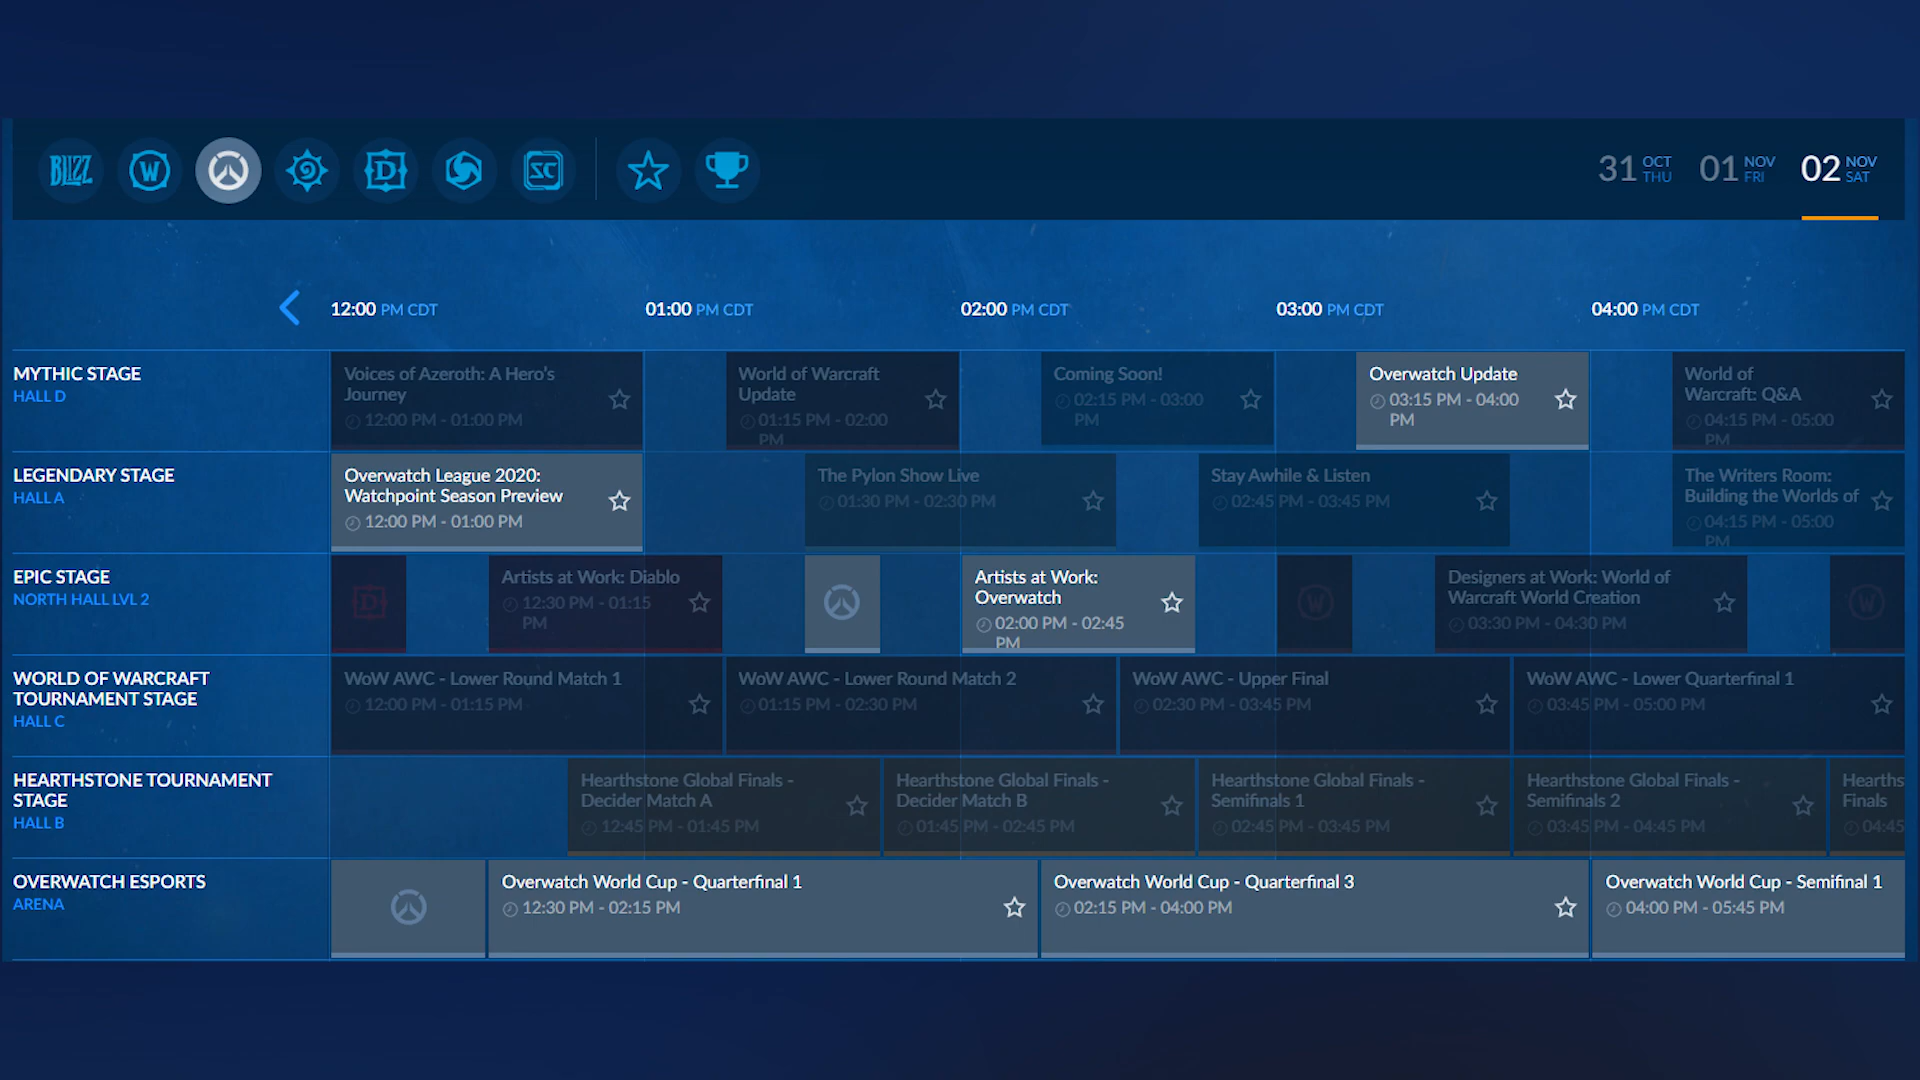 BLIZZ
W
D
SC
31 OCT THU
01 NOV FRI
02 NOV SAT
12:00 PM CDT
01:00 PM CDT
02:00 PM CDT
03:00 PM CDT
04:00 PM CDT
MYTHIC STAGE
HALL D
Voices of Azeroth: A Hero's
Journey
12:00 PM - 01:00 PM
World of Warcraft
Update
01:15 PM - 02:00
PM
Coming Soon!
02:15 PM - 03:00
PM
Overwatch Update
03:15 PM - 04:00
PM
World of
Warcraft: Q&A
04:15 PM - 05:00
PM
LEGENDARY STAGE
HALL A
Overwatch League 2020:
Watchpoint Season Preview
12:00 PM - 01:00 PM
The Pylon Show Live
01:30 PM - 02:30 PM
Stay Awhile & Listen
02:45 PM - 03:45 PM
The Writers Room:
Building the Worlds of
04:15 PM - 05:00
PM
EPIC STAGE
NORTH HALL LVL 2
D
Artists at Work: Diablo
12:30 PM - 01:15
PM
Artists at Work:
Overwatch
02:00 PM - 02:45
PM
W
Designers at Work: World of
Warcraft World Creation
03:30 PM - 04:30 PM
W
WORLD OF WARCRAFT
TOURNAMENT STAGE
HALL C
WoW AWC - Lower Round Match 1
12:00 PM - 01:15 PM
WoW AWC - Lower Round Match 2
01:15 PM - 02:30 PM
WoW AWC - Upper Final
02:30 PM - 03:45 PM
WoW AWC - Lower Quarterfinal 1
03:45 PM - 05:00 PM
HEARTHSTONE TOURNAMENT
STAGE
HALL B
Hearthstone Global Finals -
Decider Match A
12:45 PM - 01:45 PM
Hearthstone Global Finals -
Decider Match B
01:45 PM - 02:45 PM
Hearthstone Global Finals -
Semifinals 1
02:45 PM - 03:45 PM
Hearthstone Global Finals -
Semifinals 2
03:45 PM - 04:45 PM
Hearths
Finals
04:45
OVERWATCH ESPORTS
ARENA
Overwatch World Cup - Quarterfinal 1
12:30 PM - 02:15 PM
Overwatch World Cup - Quarterfinal 3
02:15 PM - 04:00 PM
Overwatch World Cup - Semifinal 1
04:00 PM - 05:45 PM